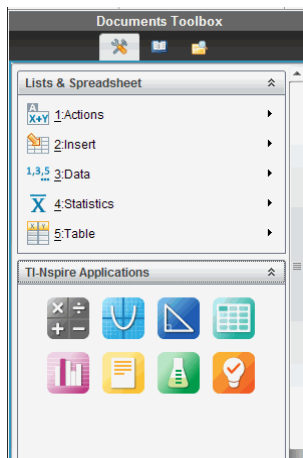 Documents Toolbox
Lists & Spreadsheet
1:Actions
2:Insert
3:Data
4:Statistics
5:Table
TI-Nspire Applications